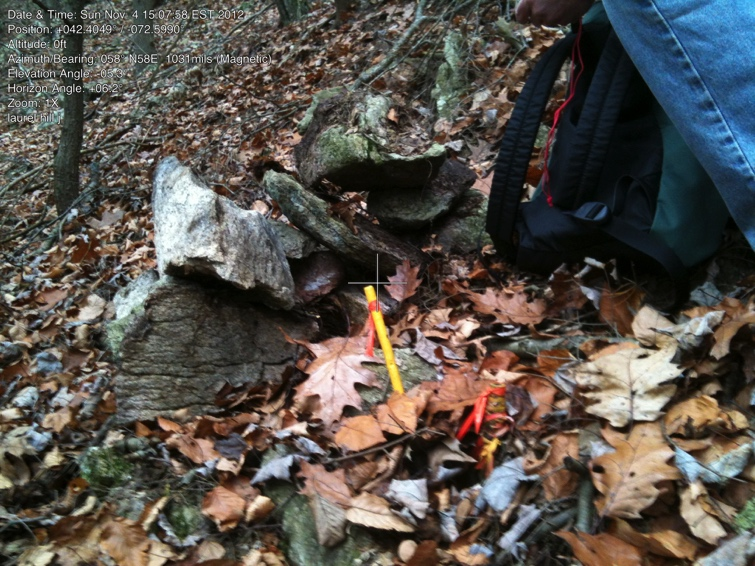 Date & Time: Sun Nov 4 15:07:58 EST 2012
Position: +042.4049° / -072.5990°
Altitude: 0ft
Azimuth/Bearing: 058° N58E 1031mils (Magnetic)
Elevation Angle: -05.3°
Horizon Angle: +06.2°
Zoom: 1X
laurel hill j